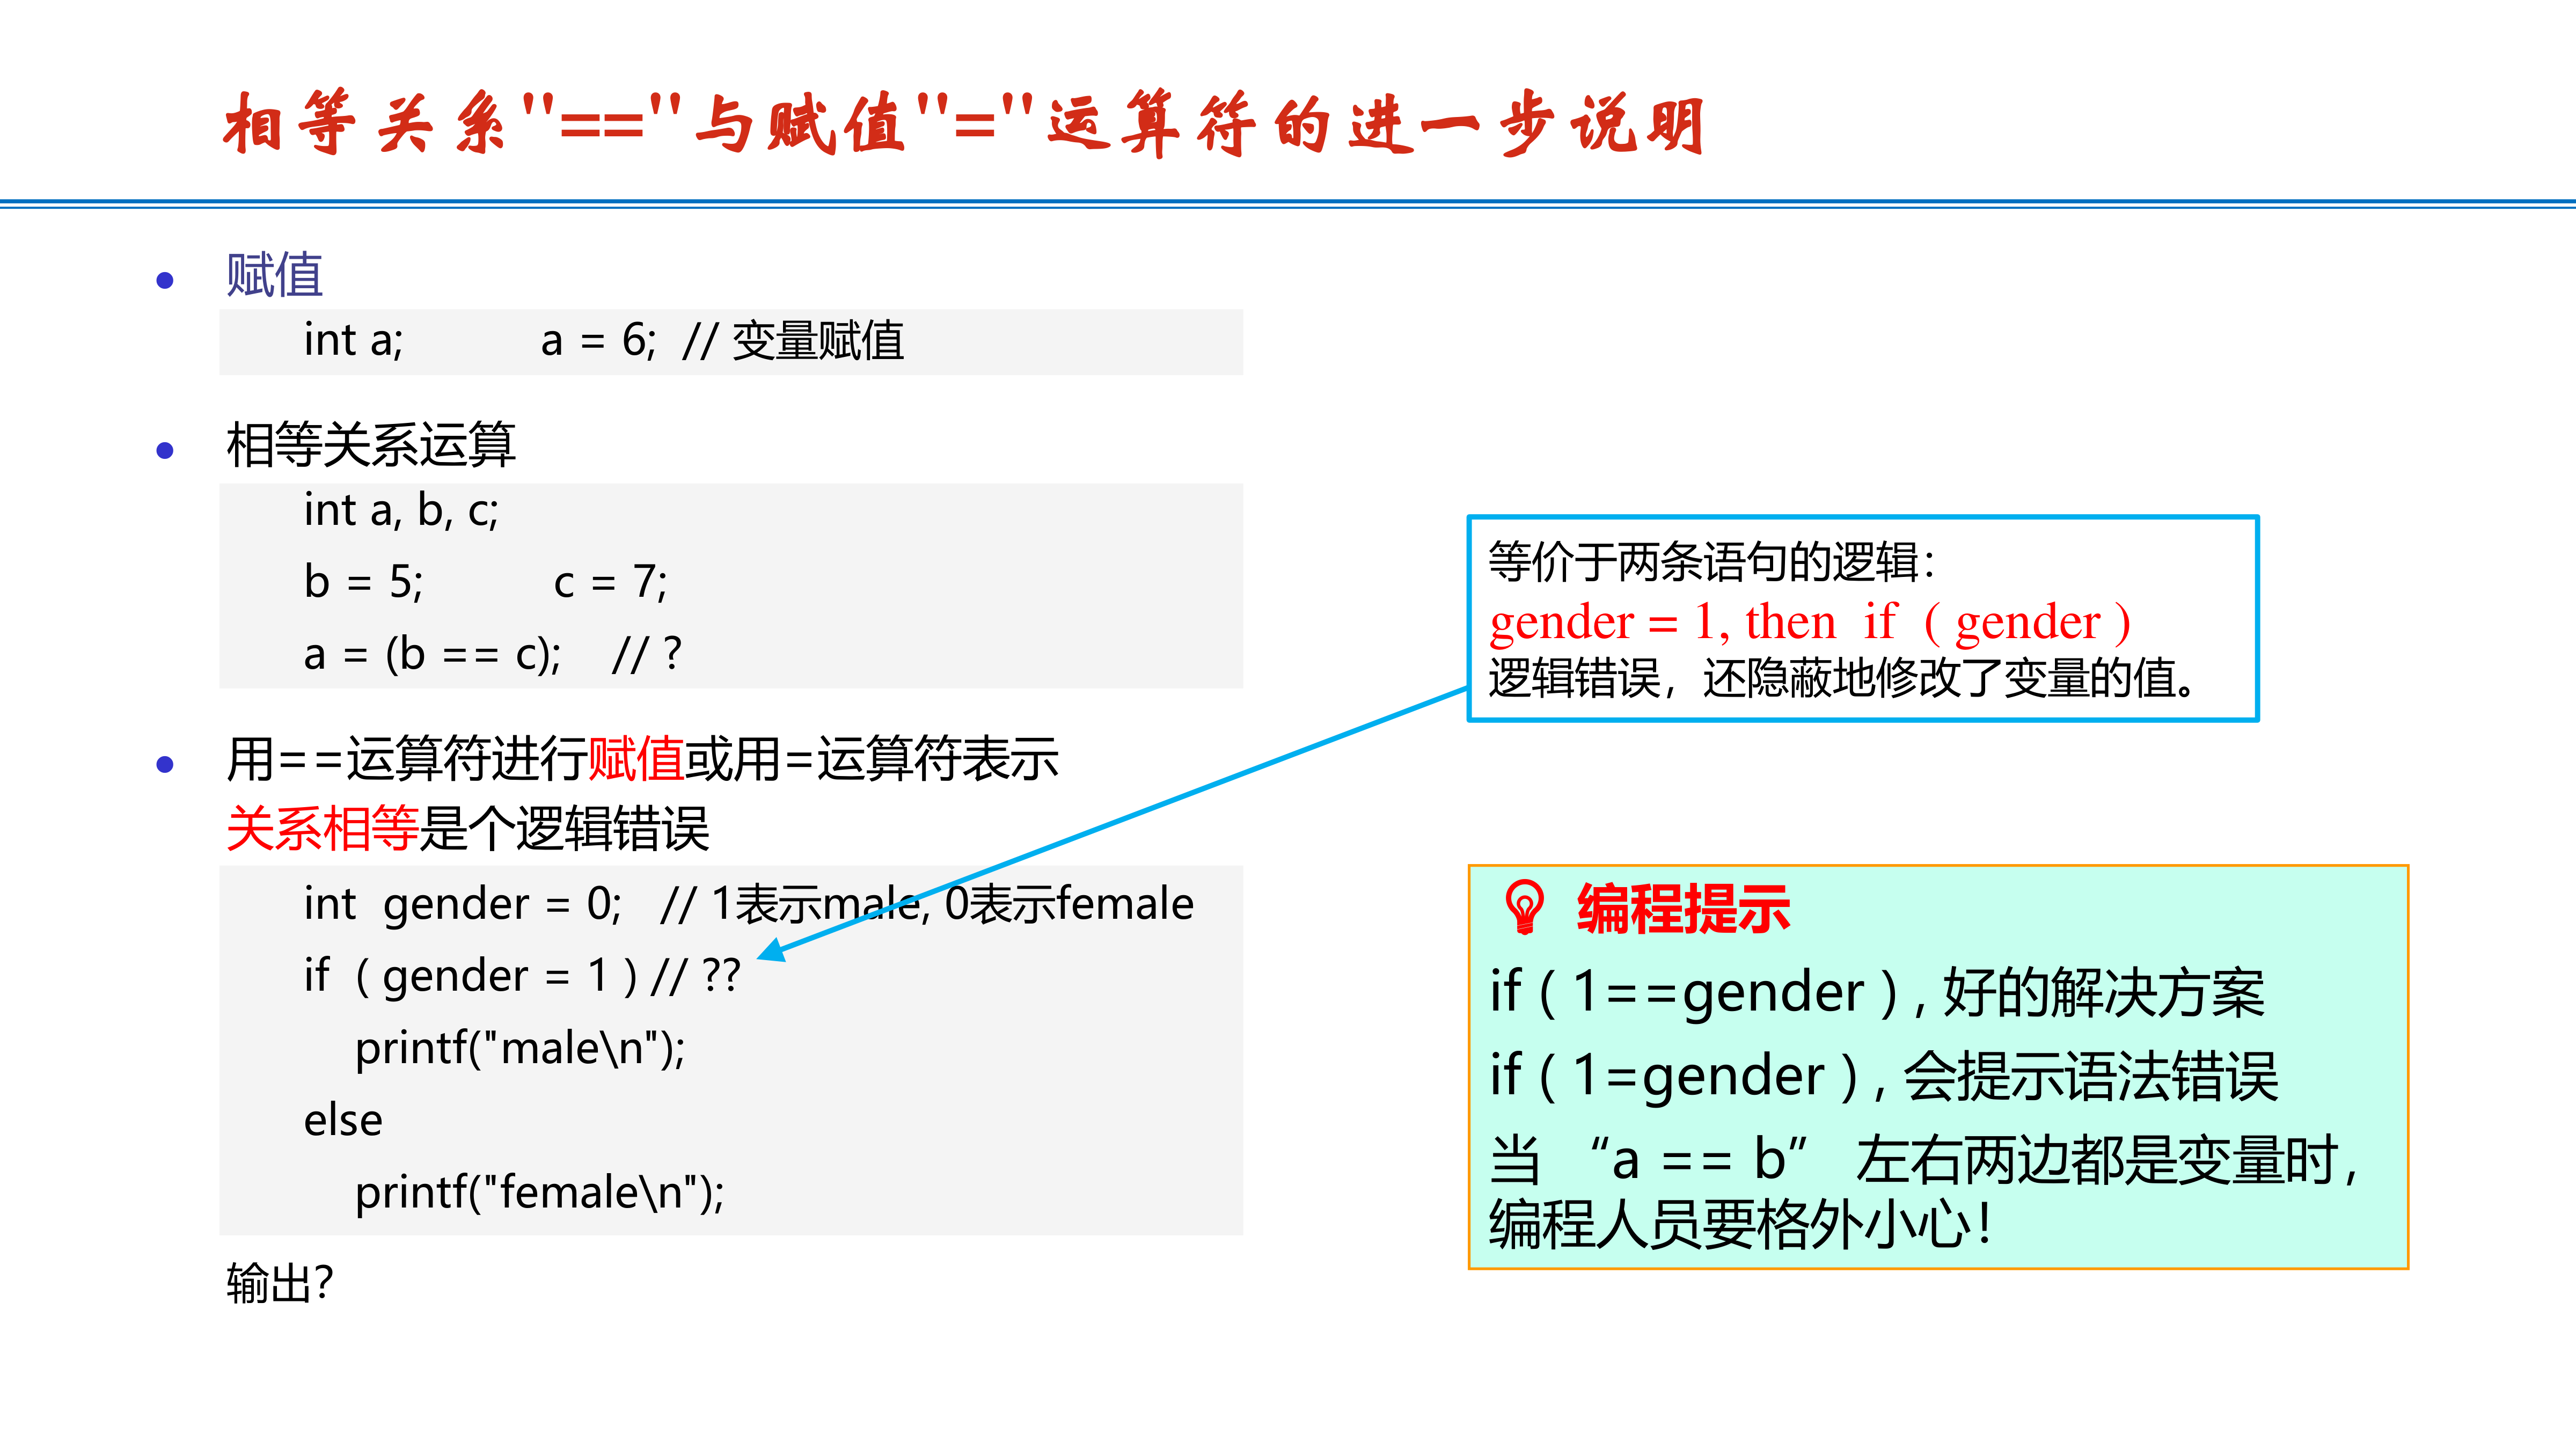 相等关系"=="与赋值"="运算符的进一步说明
赋值
int a; a = 6; // 变量赋值
相等关系运算
int a, b, c;
b = 5; c = 7;
a = (b == c); // ?
用==运算符进行赋值或用=运算符表示
关系相等是个逻辑错误
int gender = 0; // 1表示male, 0表示female
if ( gender = 1 ) // ??
printf("male\n");
else
printf("female\n");
输出？
等价于两条语句的逻辑：
gender = 1, then if ( gender )
逻辑错误，还隐蔽地修改了变量的值。
编程提示
if ( 1==gender ) , 好的解决方案
if ( 1=gender ) , 会提示语法错误
当 “a == b” 左右两边都是变量时，
编程人员要格外小心！